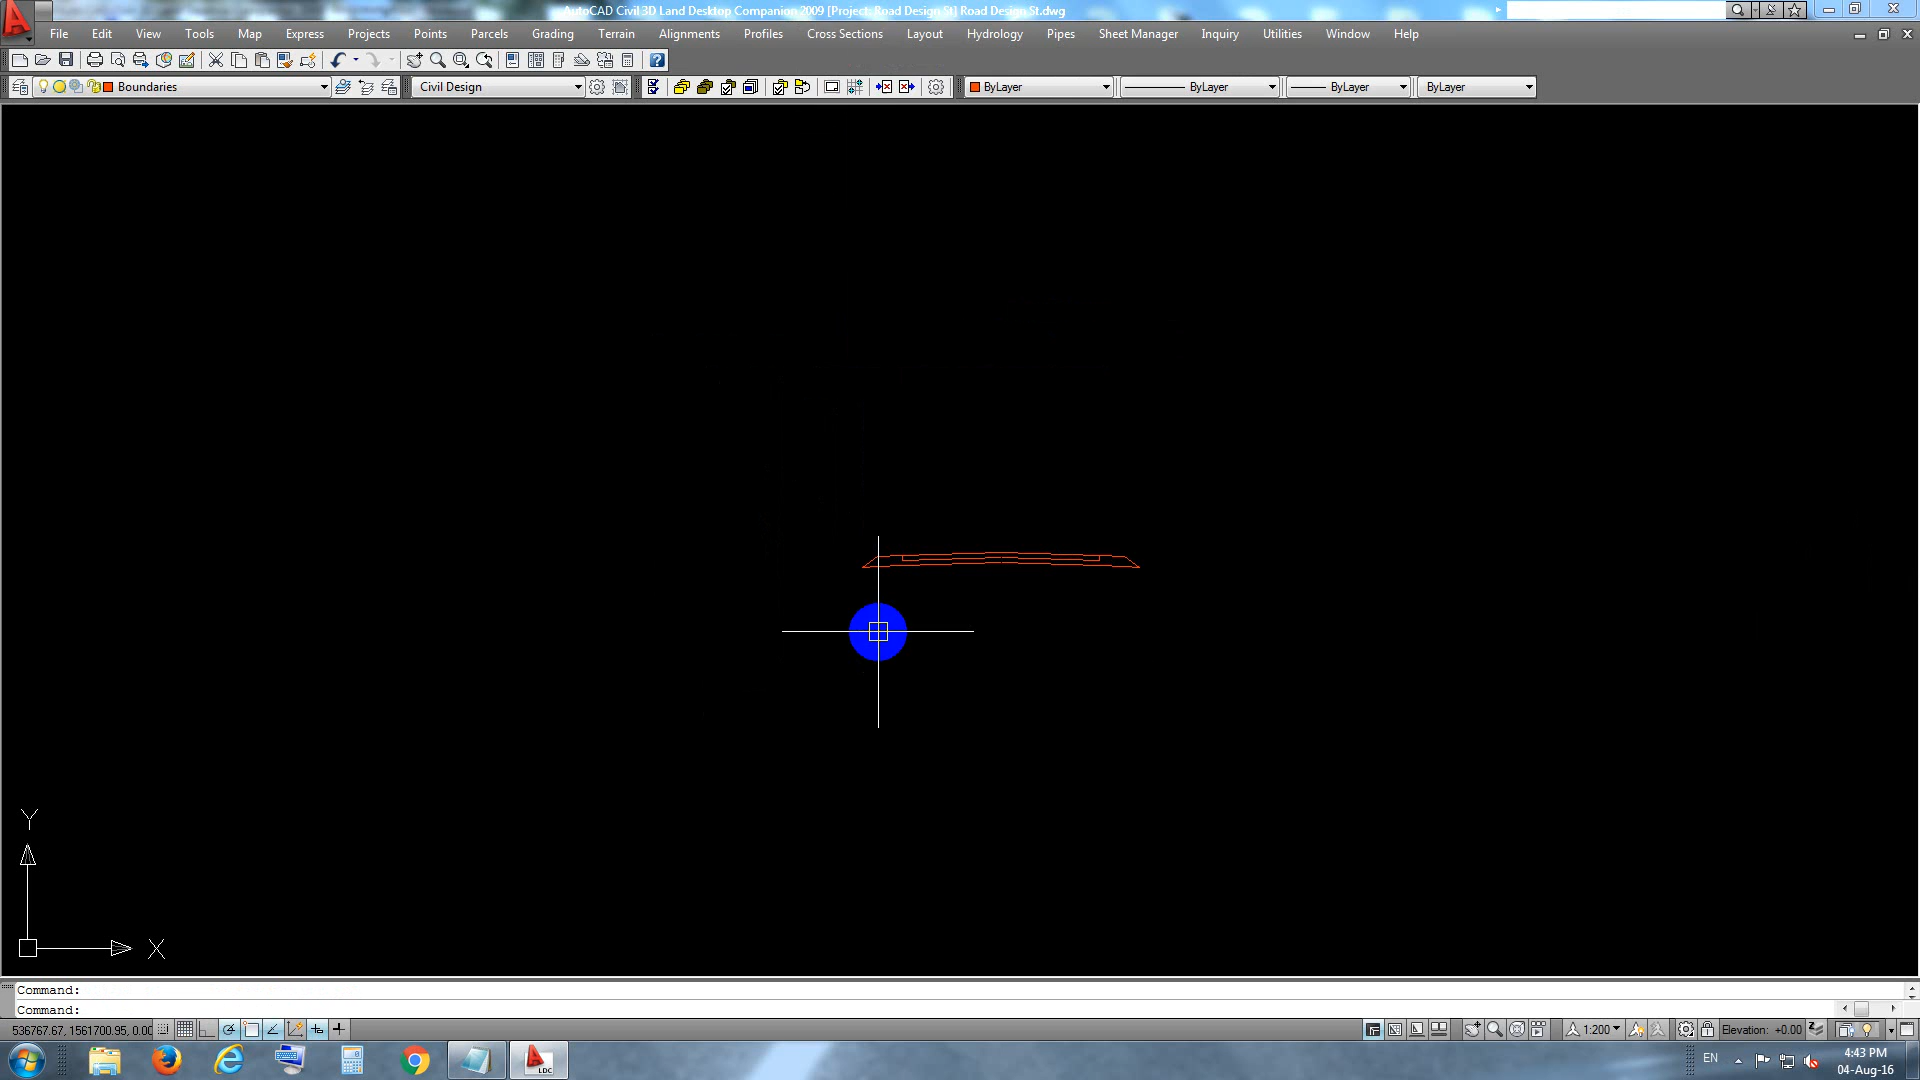 AutoCAD Civil 3D Land Desktop Companion 2009 [Project: Road Design St] Road Design St.dwg
File Edit View Tools Map Express Projects Points Parcels Grading Terrain Alignments Profiles Cross Sections Layout Hydrology Pipes Sheet Manager Inquiry Utilities Window Help
Boundaries Civil Design ByLayer ByLayer ByLayer ByLayer
Y
X
Command:
Command:
536767.67, 1561700.95, 0.00 1:200 Elevation: +0.00
LDC EN 4:43 PM
04-Aug-16